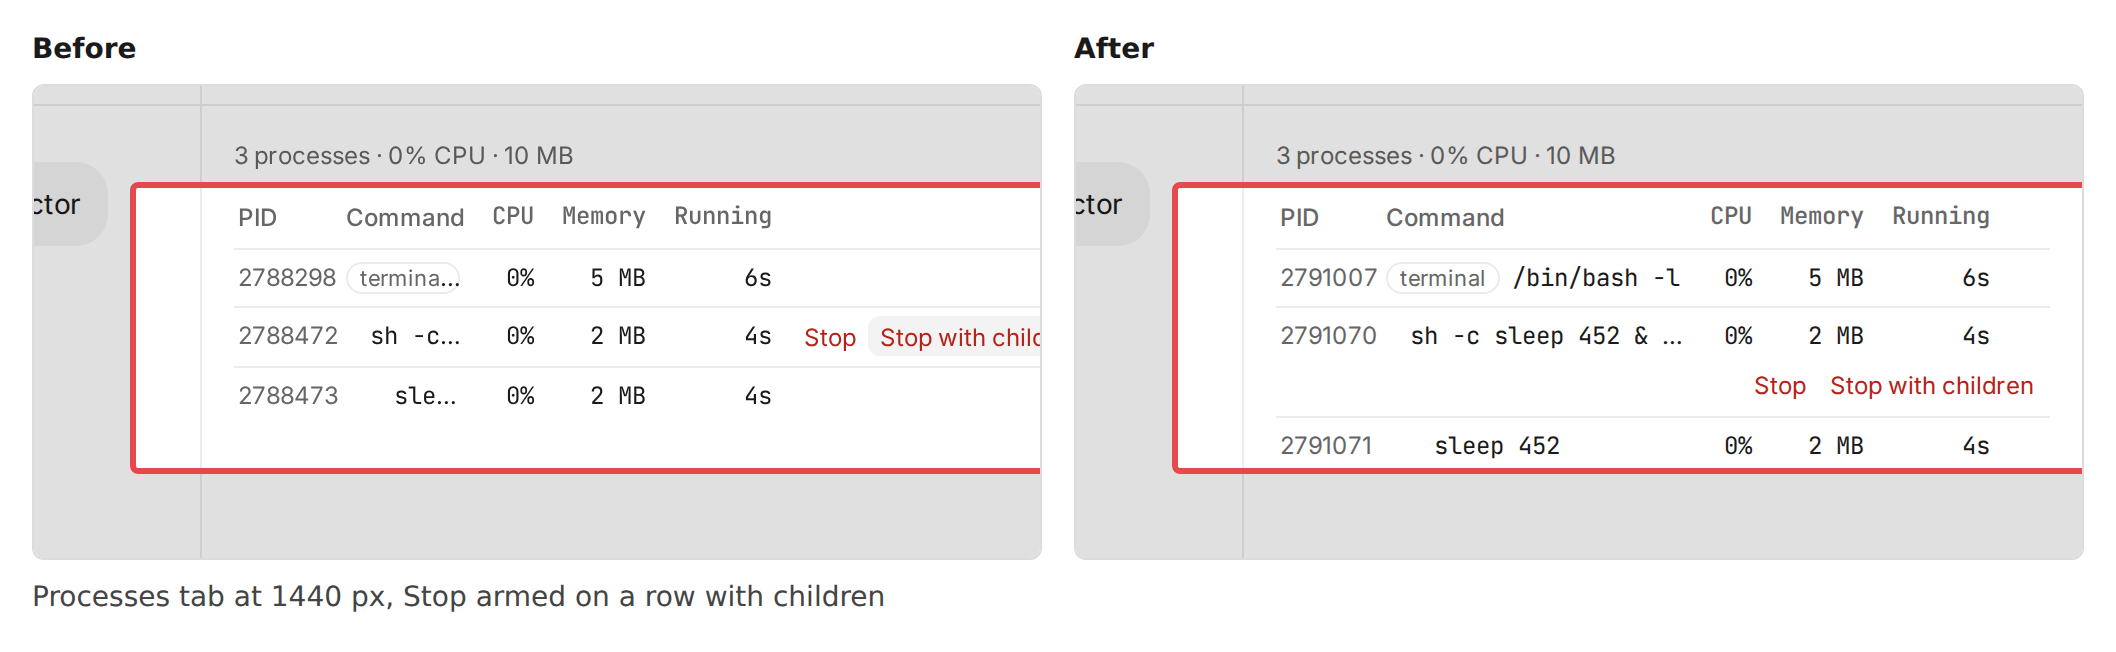 Before
3 processes · 0% CPU · 10 MB
ctor
PID Command CPU Memory Running
2788298 termina... 0% 5 MB 6s
2788472 sh -c... 0% 2 MB 4s Stop Stop with chilc
2788473 sle... 0% 2 MB 4s
After
3 processes · 0% CPU · 10 MB
ctor
PID Command CPU Memory Running
2791007 terminal /bin/bash -l 0% 5 MB 6s
2791070 sh -c sleep 452 & ... 0% 2 MB 4s
Stop Stop with children
2791071 sleep 452 0% 2 MB 4s
Processes tab at 1440 px, Stop armed on a row with children